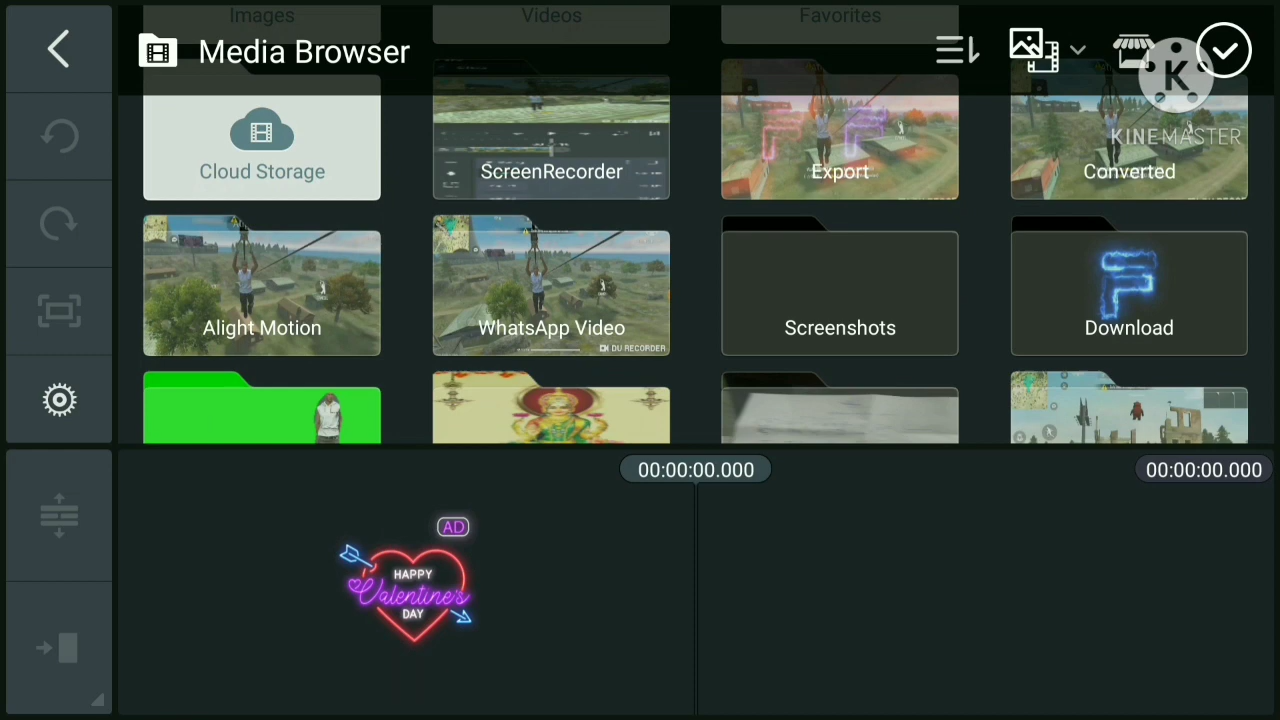 Images
Videos
Favorites
Media Browser
K
KINEMASTER
Cloud Storage
ScreenRecorder
Export
Converted
Alight Motion
WhatsApp Video
Screenshots
Download
DU RECORDER
00:00:00.000
00:00:00.000
AD
HAPPY
Valentine's
DAY